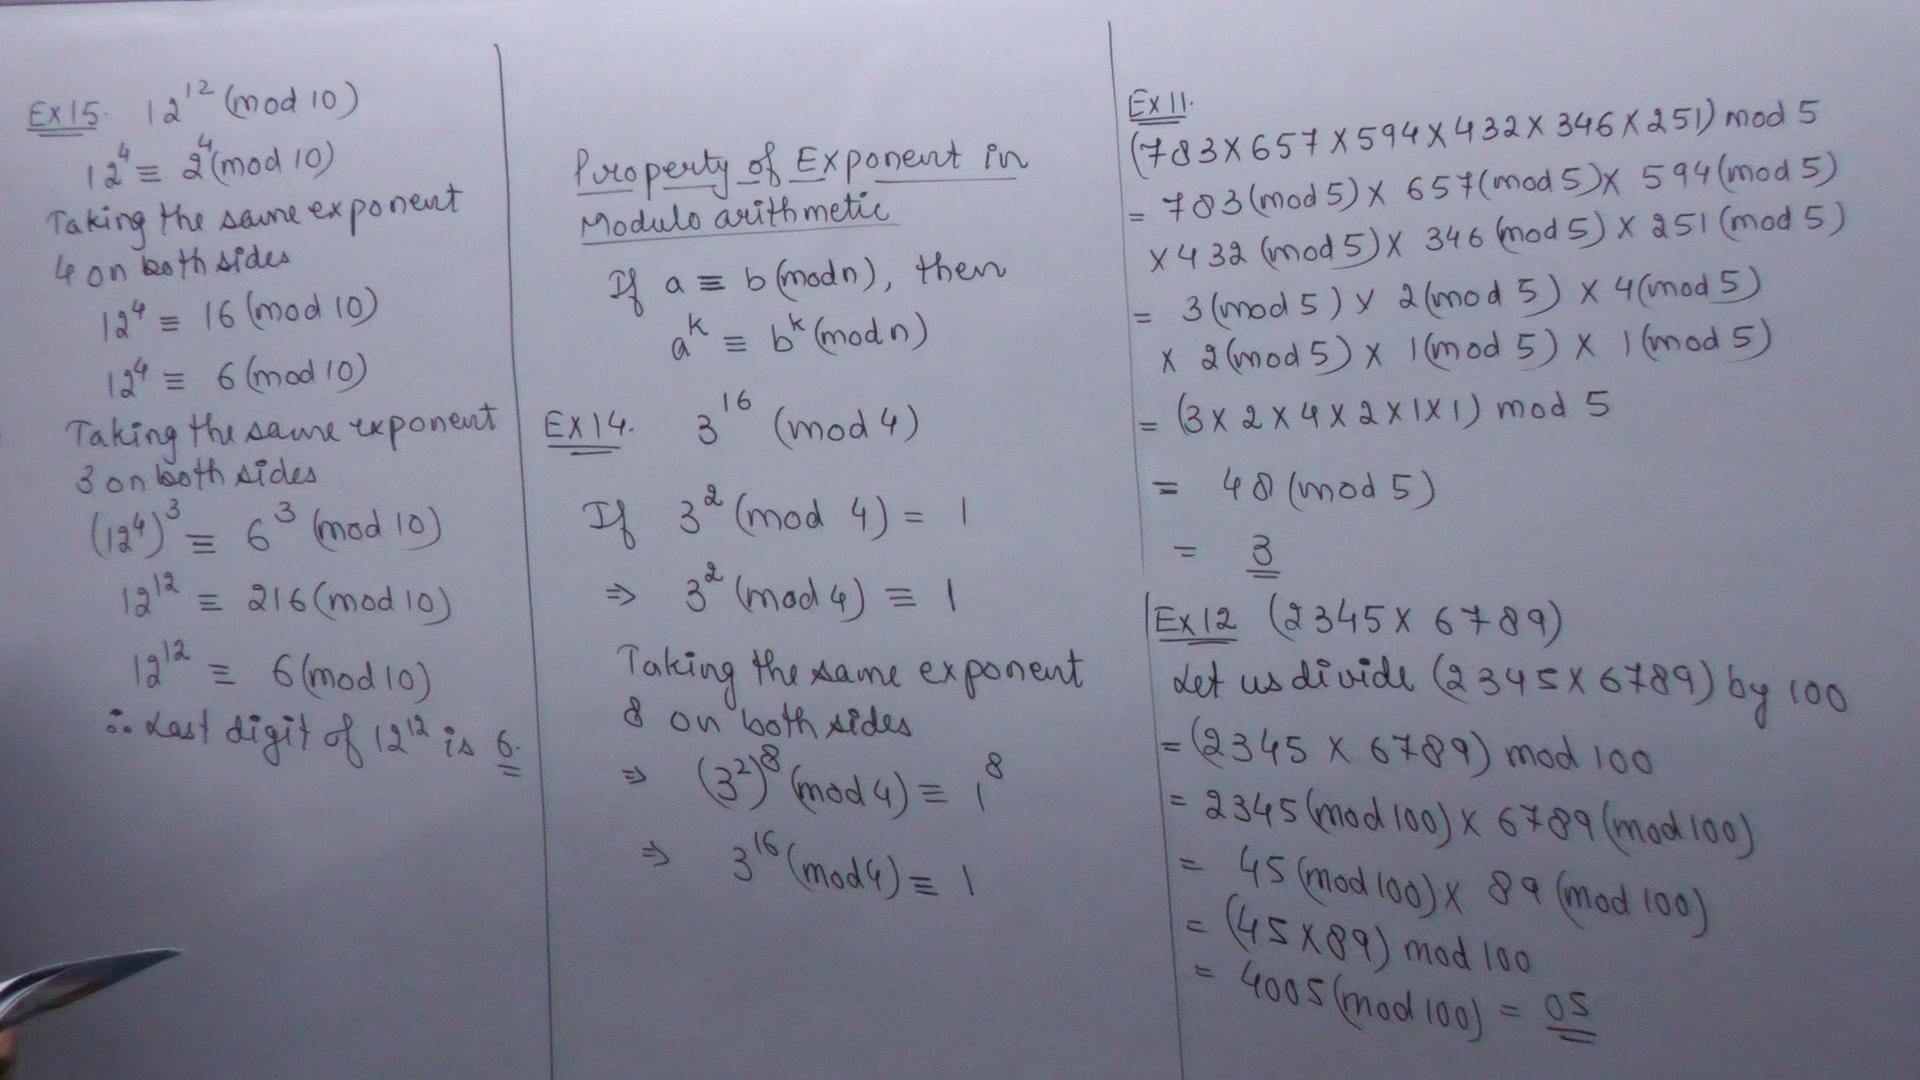 Ex15. 12^12 (mod 10)
12^4 ≡ 2^4 (mod 10)
Taking the same exponent
4 on both sides
12^4 ≡ 16 (mod 10)
12^4 ≡ 6 (mod 10)
Taking the same exponent
3 on both sides
(12^4)^3 ≡ 6^3 (mod 10)
12^12 ≡ 216 (mod 10)
12^12 ≡ 6 (mod 10)
∴ Last digit of 12^12 is 6.
Property of Exponent in
Modulo arithmetic
If a ≡ b (mod n), then
a^k ≡ b^k (mod n)
Ex14. 3^16 (mod 4)
If 3^2 (mod 4) = 1
⇒ 3^2 (mod 4) ≡ 1
Taking the same exponent
8 on both sides
⇒ (3^2)^8 (mod 4) ≡ 1^8
⇒ 3^16 (mod 4) ≡ 1
Ex 11.
(783 × 657 × 594 × 432 × 346 × 251) mod 5
= 783 (mod 5) × 657 (mod 5) × 594 (mod 5)
× 432 (mod 5) × 346 (mod 5) × 251 (mod 5)
= 3 (mod 5) × 2 (mod 5) × 4 (mod 5)
× 2 (mod 5) × 1 (mod 5) × 1 (mod 5)
= (3 × 2 × 4 × 2 × 1 × 1) mod 5
= 48 (mod 5)
= 3
Ex12 (2345 × 6789)
Let us divide (2345 × 6789) by 100
= (2345 × 6789) mod 100
= 2345 (mod 100) × 6789 (mod 100)
= 45 (mod 100) × 89 (mod 100)
= (45 × 89) mod 100
= 4005 (mod 100) = 05